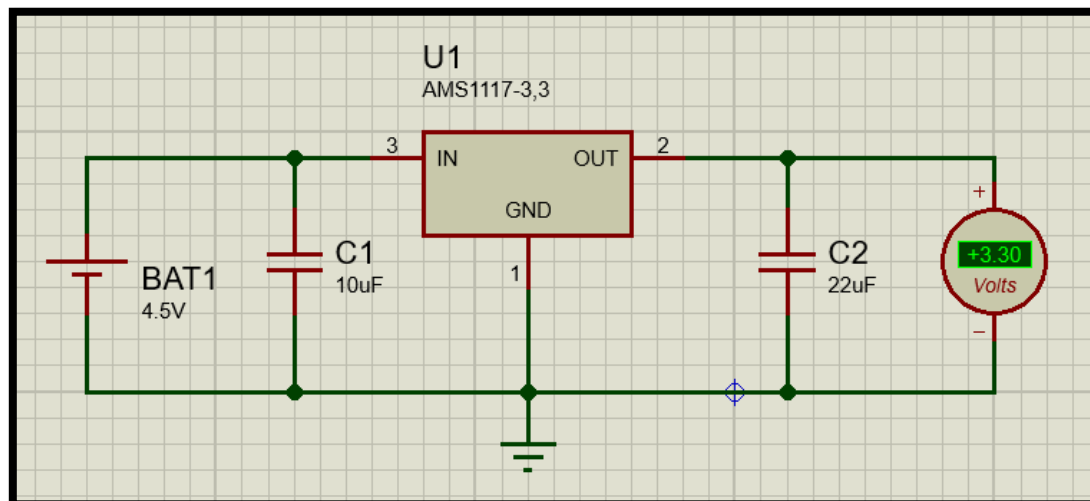 U1
AMS1117-3,3
3
IN
OUT
2
GND
1
BAT1
4.5V
C1
10uF
C2
22uF
+
+3.30
Volts
−